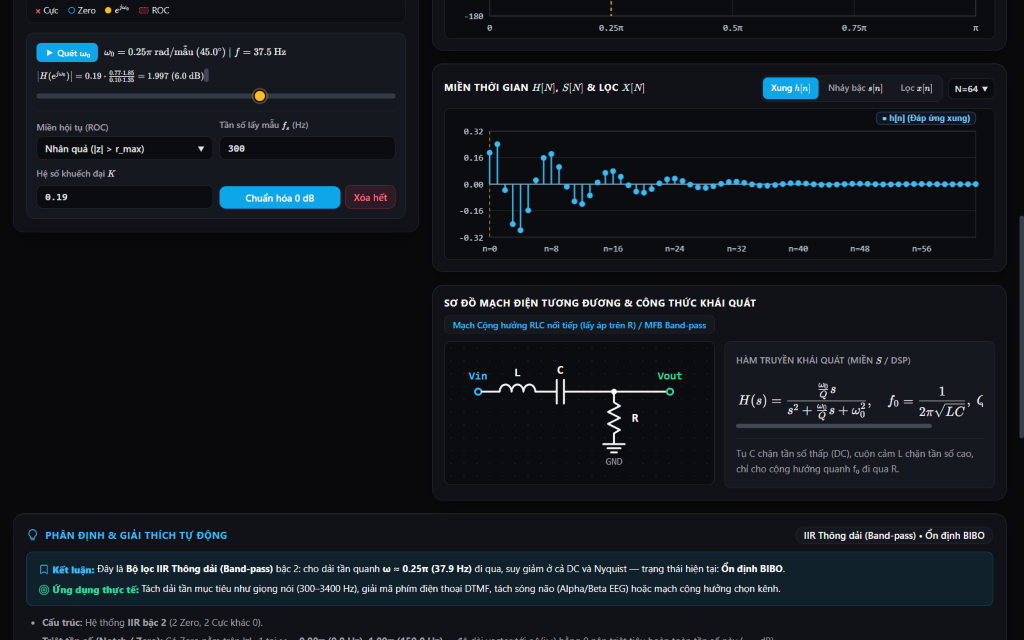 × Cực ○ Zero ● e^{jω₀} ROC
▶ Quét ω₀ ω₀ = 0.25π rad/mẫu (45.0°) | f = 37.5 Hz
|H(e^{jω₀})| = 0.19 · (0.77·1.85)/(0.10·1.35) = 1.997 (6.0 dB)
Miền hội tụ (ROC)
Tần số lấy mẫu fₛ (Hz)
Nhân quả (|z| > r_max) ▼
300
Hệ số khuếch đại K
0.19
Chuẩn hóa 0 dB
Xóa hết
-180
0 0.25π 0.5π 0.75π π
MIỀN THỜI GIAN H[N], S[N] & LỌC X[N]
Xung h[n]
Nhảy bậc s[n]
Lọc x[n]
N=64 ▼
● h[n] (Đáp ứng xung)
0.32
0.16
0.00
-0.16
-0.32
n=0 n=8 n=16 n=24 n=32 n=40 n=48 n=56
SƠ ĐỒ MẠCH ĐIỆN TƯƠNG ĐƯƠNG & CÔNG THỨC KHÁI QUÁT
Mạch Cộng hưởng RLC nối tiếp (lấy áp trên R) / MFB Band-pass
Vin L C Vout
R
GND
HÀM TRUYỀN KHÁI QUÁT (MIỀN S / DSP)
H(s) = (ω₀/Q s)/(s² + ω₀/Q s + ω₀²), f₀ = 1/(2π√LC),
Tụ C chặn tần số thấp (DC), cuộn cảm L chặn tần số cao,
chỉ cho cộng hưởng quanh f₀ đi qua R.
PHÂN ĐỊNH & GIẢI THÍCH TỰ ĐỘNG
IIR Thông dải (Band-pass) • Ổn định BIBO
Kết luận: Đây là Bộ lọc IIR Thông dải (Band-pass) bậc 2: cho dải tần quanh ω ≈ 0.25π (37.9 Hz) đi qua, suy giảm ở cả DC và Nyquist — trạng thái hiện tại: Ổn định BIBO.
Ứng dụng thực tế: Tách dải tần mục tiêu như giọng nói (300–3400 Hz), giải mã phím điện thoại DTMF, tách sóng não (Alpha/Beta EEG) hoặc mạch cộng hưởng chọn kênh.
• Cấu trúc: Hệ thống IIR bậc 2 (2 Zero, 2 Cực khác 0).